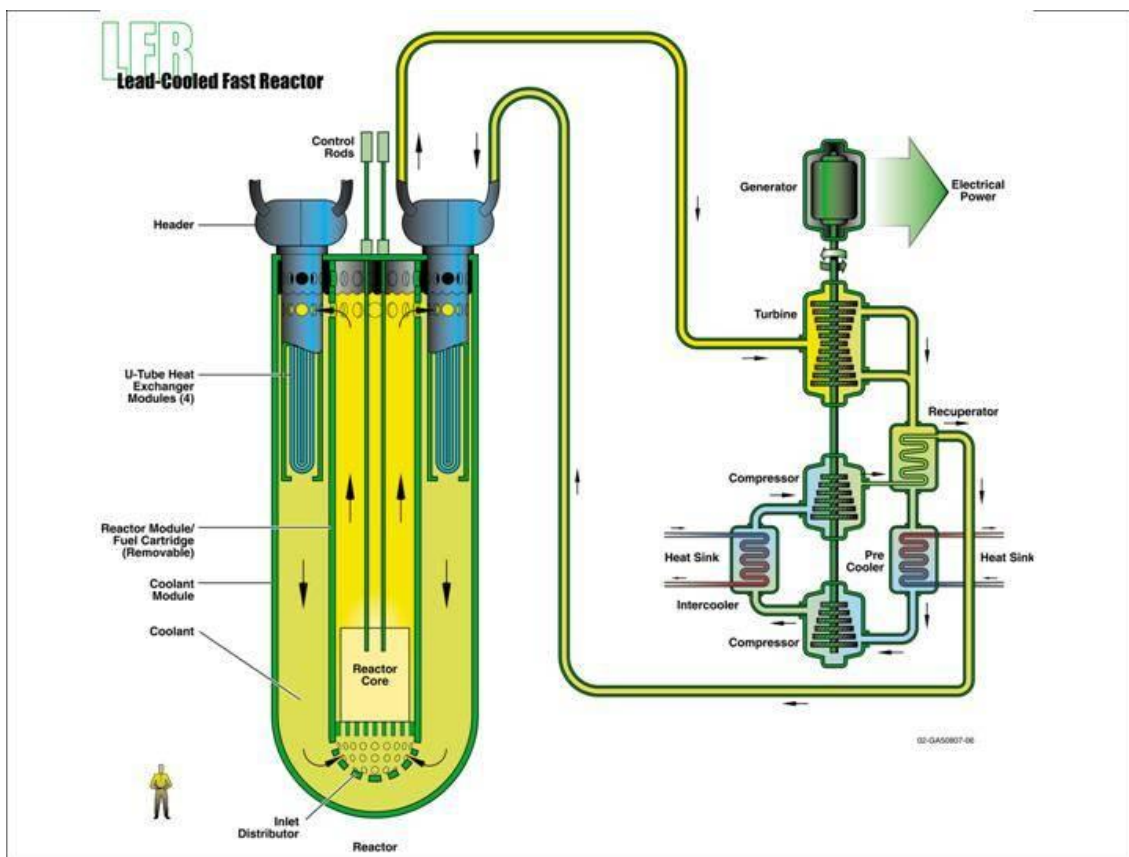 LFR
Lead-Cooled Fast Reactor
Control
Rods
Header
Generator
Electrical
Power
Turbine
U-Tube Heat
Exchanger
Modules (4)
Recuperator
Compressor
Reactor Module/
Fuel Cartridge
(Removable)
Heat Sink
Pre
Cooler
Heat Sink
Coolant
Module
Intercooler
Coolant
Compressor
Reactor
Core
02-GA50807-06
Inlet
Distributor
Reactor